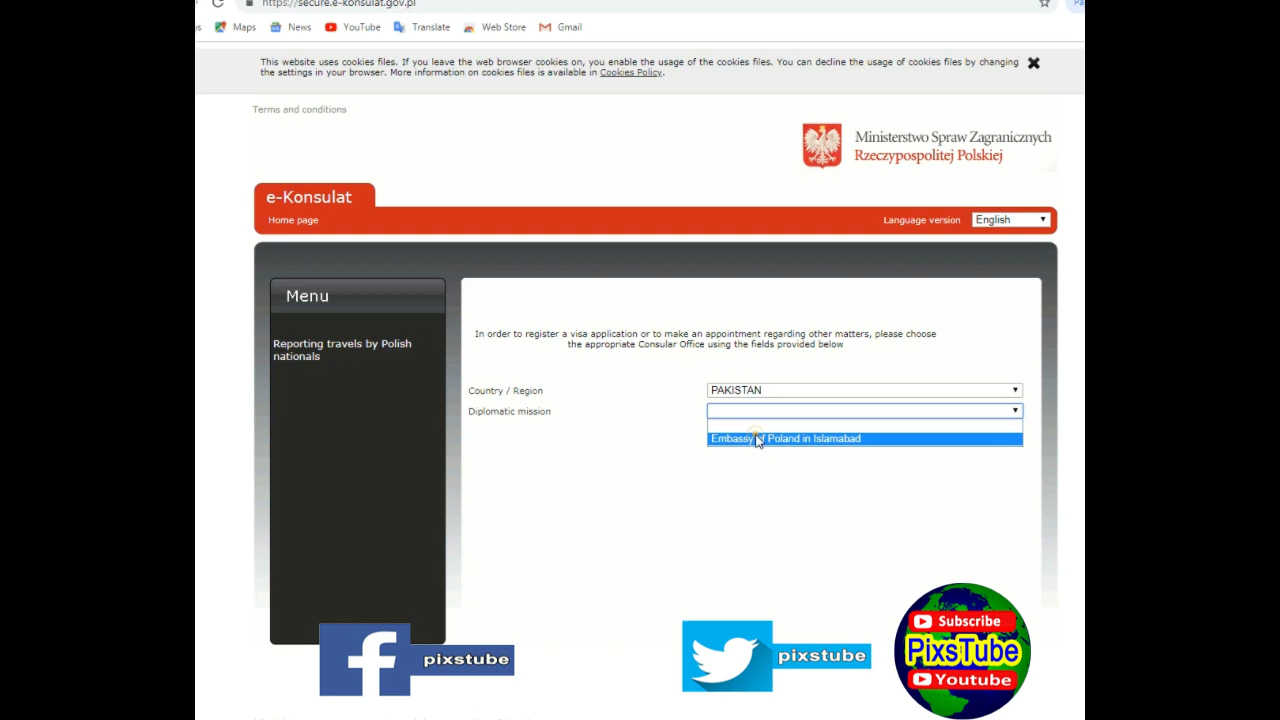 https://secure.e-konsulat.gov.pl
Maps News YouTube Translate Web Store Gmail
This website uses cookies files. If you leave the web browser cookies on, you enable the usage of the cookies files. You can decline the usage of cookies files by changing
the settings in your browser. More information on cookies files is available in Cookies Policy.
Terms and conditions
Ministerstwo Spraw Zagranicznych
Rzeczypospolitej Polskiej
e-Konsulat
Home page
Language version English
Menu
Reporting travels by Polish
nationals
In order to register a visa application or to make an appointment regarding other matters, please choose
the appropriate Consular Office using the fields provided below
Country / Region PAKISTAN
Diplomatic mission
Embassy of Poland in Islamabad
f pixstube
pixstube
Subscribe
PixsTube
Youtube